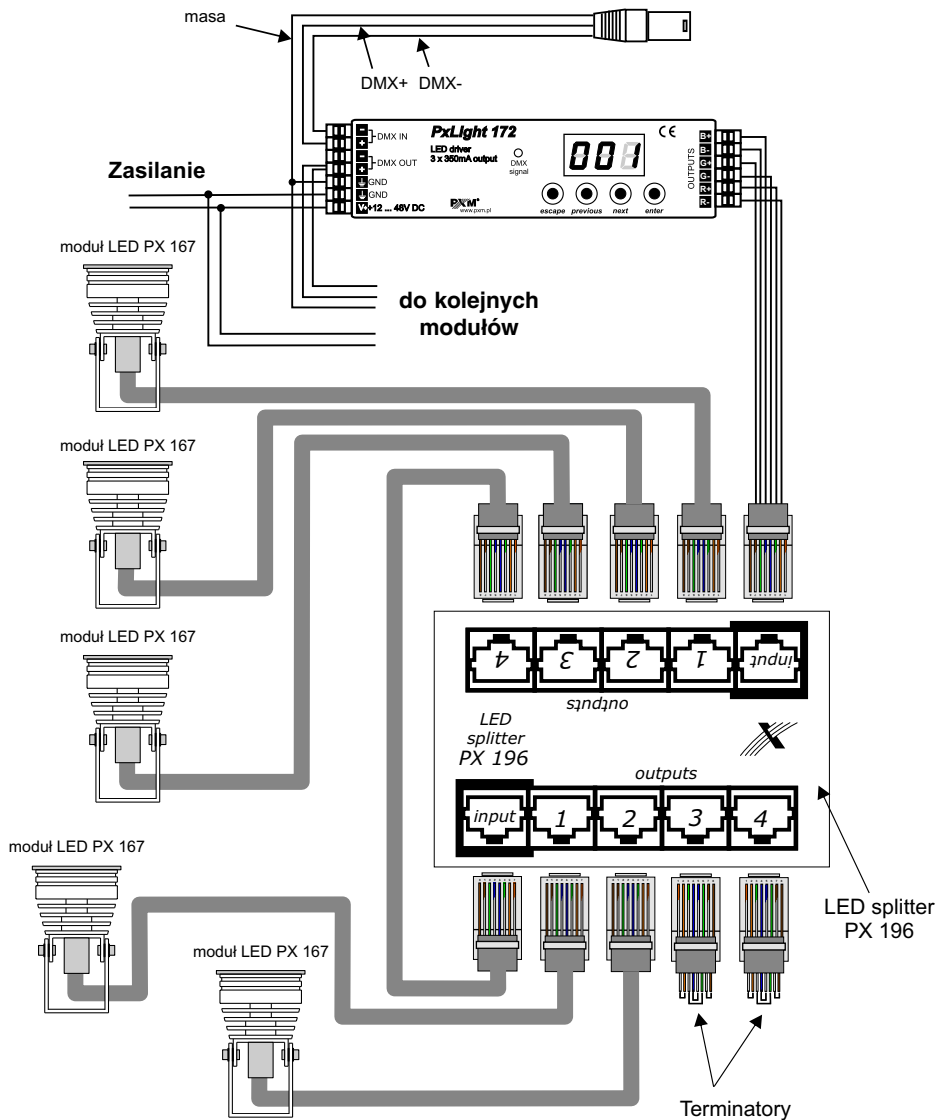 masa
DMX+ DMX-
PxLight 172
LED driver
3 x 350mA output
DMX
signal
001
CE
- DMX IN
+
- DMX OUT
+
GND
GND
V+ +12 ... 48V DC
PXM
www.pxm.pl
escape previous next enter
OUTPUTS
B+
B-
G+
G-
R+
R-
Zasilanie
do kolejnych
modułów
moduł LED PX 167
moduł LED PX 167
moduł LED PX 167
moduł LED PX 167
moduł LED PX 167
4 3 2 1 input
outputs
LED
splitter
PX 196
outputs
input 1 2 3 4
LED splitter
PX 196
Terminatory